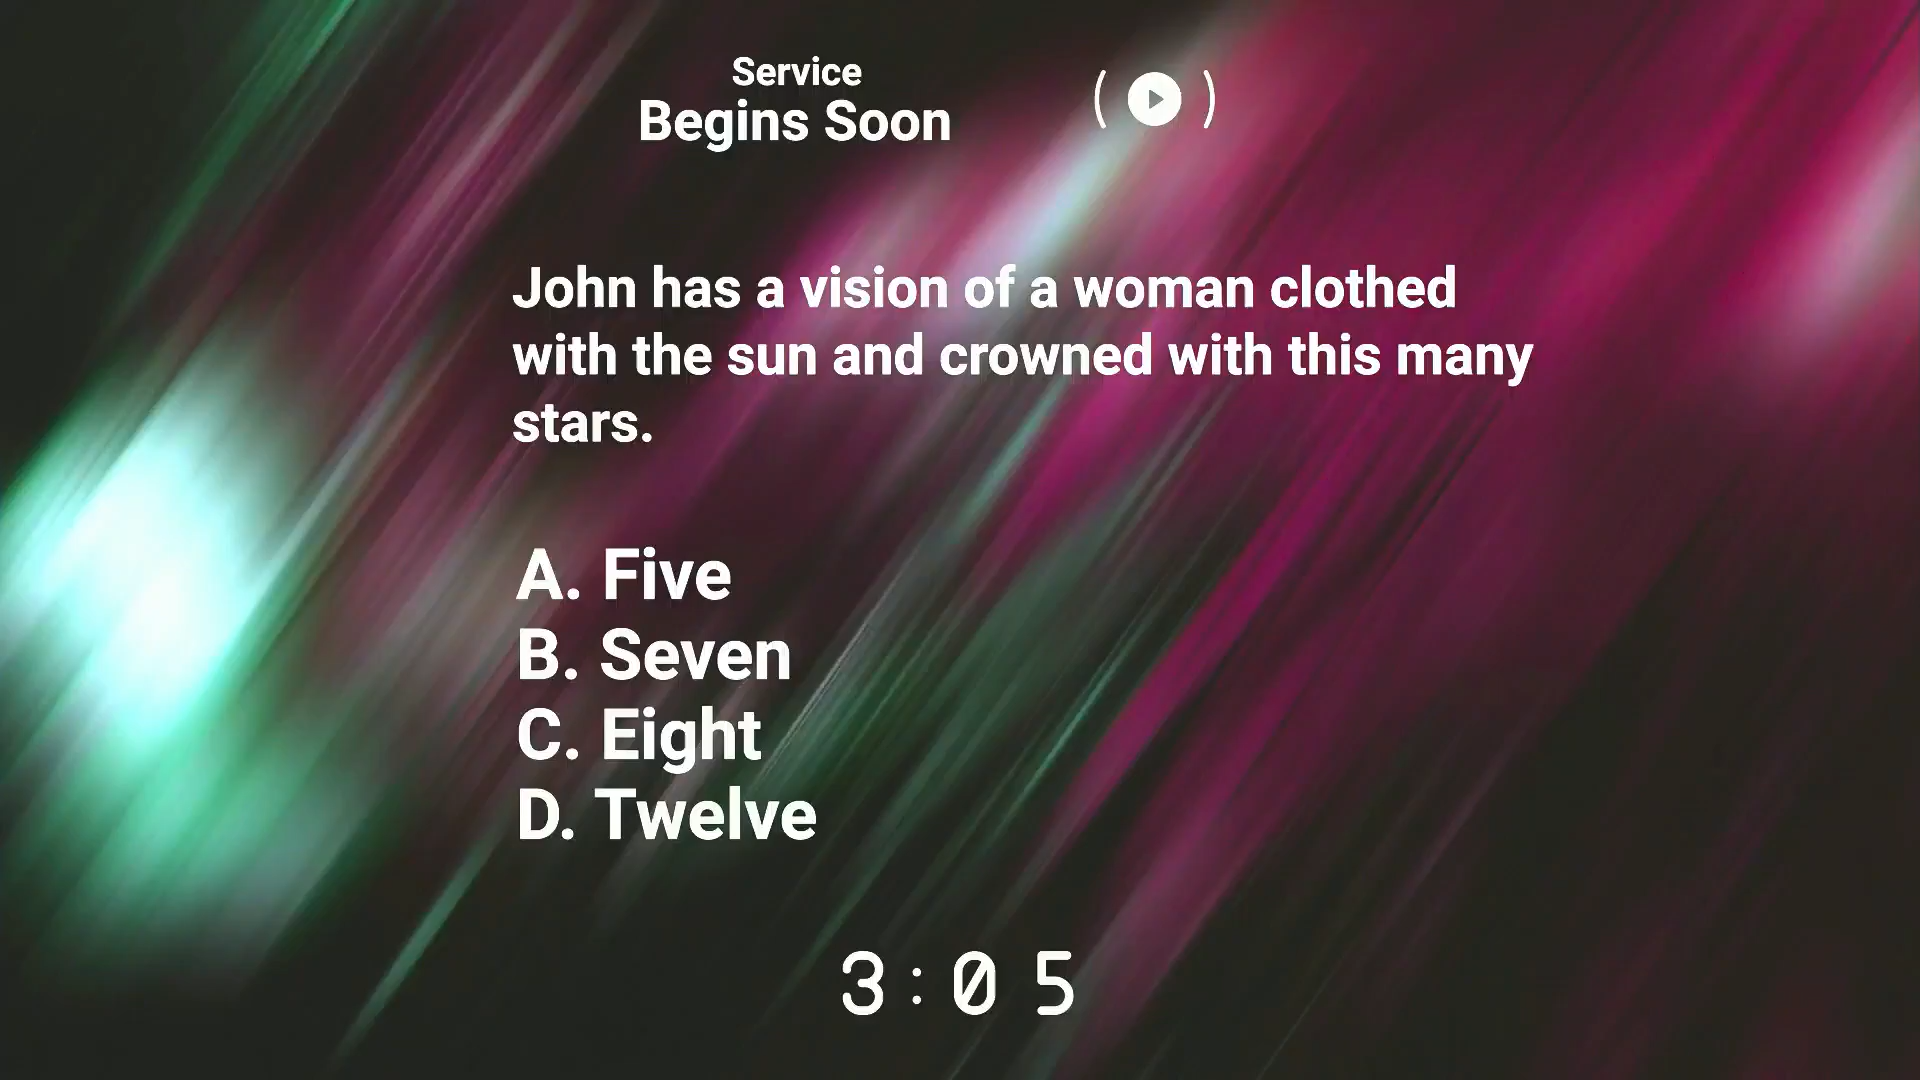 Service
Begins Soon
John has a vision of a woman clothed
with the sun and crowned with this many
stars.
A. Five
B. Seven
C. Eight
D. Twelve
3:05